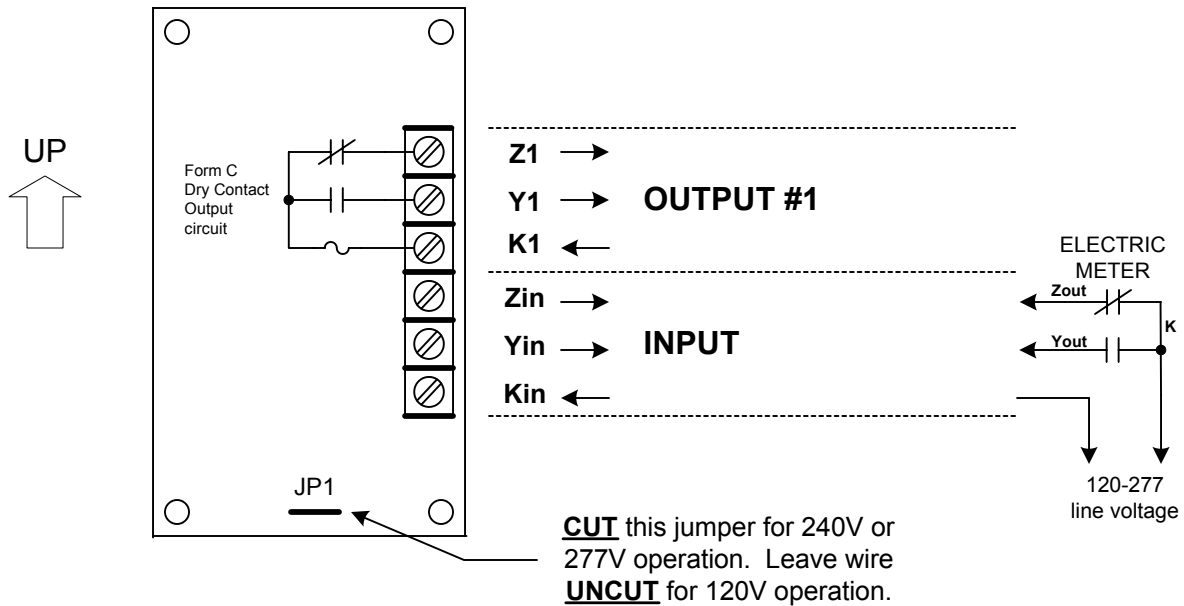 UP
Form C
Dry Contact
Output
circuit
Z1
Y1
K1
OUTPUT #1
Zin
Yin
Kin
INPUT
ELECTRIC
METER
Zout
K
Yout
120-277
line voltage
JP1
CUT this jumper for 240V or
277V operation. Leave wire
UNCUT for 120V operation.